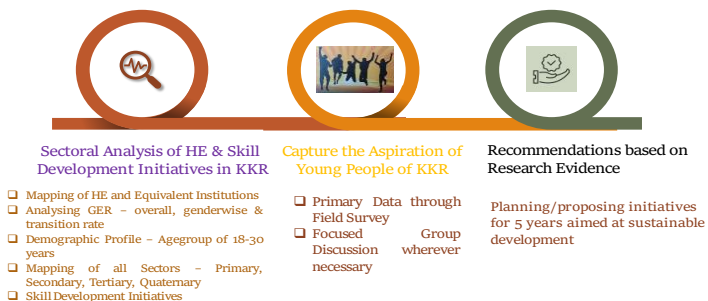 Sectoral Analysis of HE & Skill
Development Initiatives in KKR
❑ Mapping of HE and Equivalent Institutions
❑ Analysing GER – overall, genderwise &
transition rate
❑ Demographic Profile – Agegroup of 18-30
years
❑ Mapping of all Sectors – Primary,
Secondary, Tertiary, Quaternary
❑ Skill Development Initiatives
Capture the Aspiration of
Young People of KKR
❑ Primary Data through
Field Survey
❑ Focused Group
Discussion wherever
necessary
Recommendations based on
Research Evidence
Planning/proposing initiatives
for 5 years aimed at sustainable
development